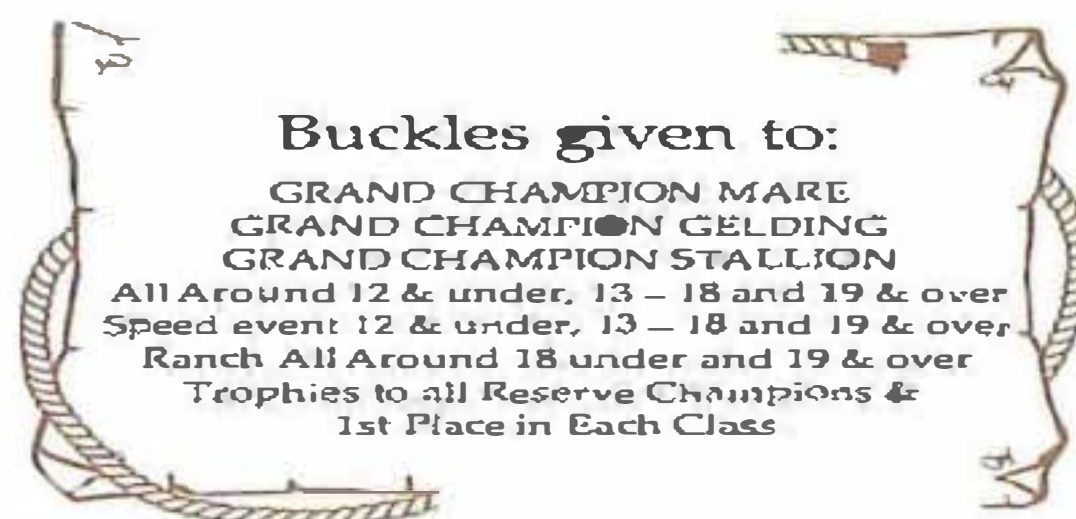 Buckles given to:
GRAND CHAMPION MARE
GRAND CHAMPION GELDING
GRAND CHAMPION STALLION
All Around 12 & under, 13 – 18 and 19 & over
Speed event 12 & under, 13 – 18 and 19 & over
Ranch All Around 18 under and 19 & over
Trophies to all Reserve Champions &
1st Place in Each Class